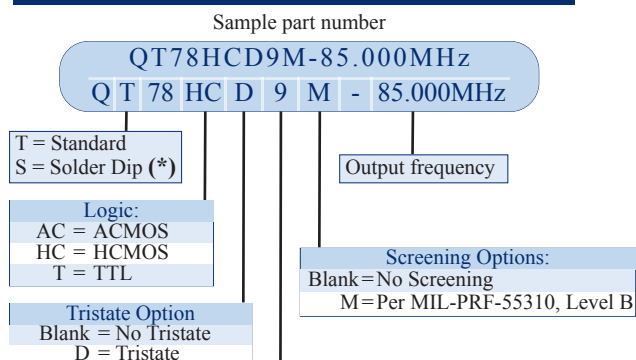 Sample part number
QT78HCD9M-85.000MHz
Q T 78 HC D 9 M - 85.000MHz
T = Standard
S = Solder Dip (*)
Output frequency
Logic:
AC = ACMOS
HC = HCMOS
T = TTL
Screening Options:
Blank=No Screening
M=Per MIL-PRF-55310, Level B
Tristate Option
Blank = No Tristate
D = Tristate